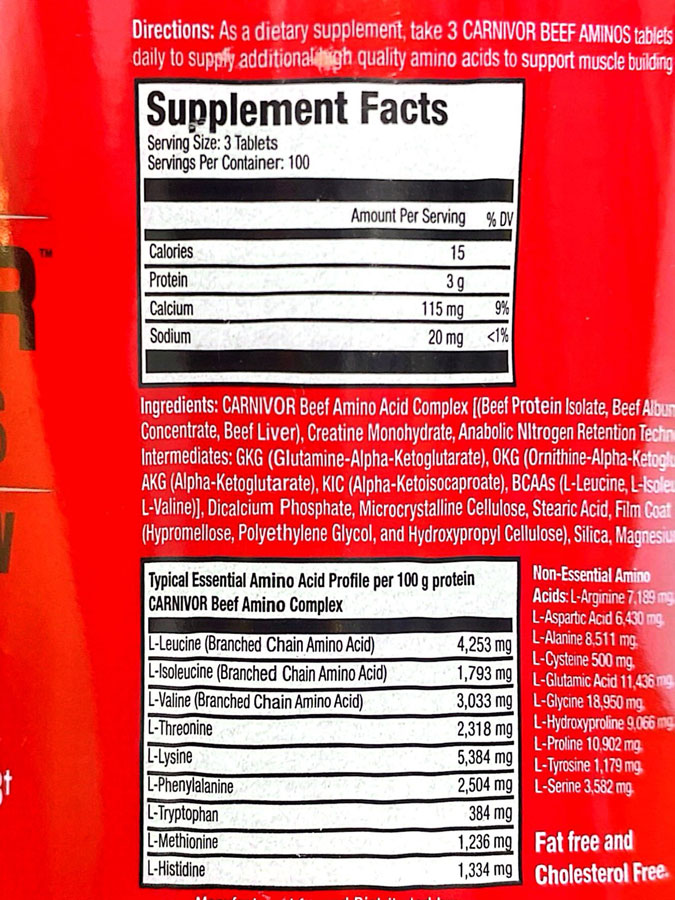 Directions: As a dietary supplement, take 3 CARNIVOR BEEF AMINOS tablets
daily to supply additional high quality amino acids to support muscle building
Supplement Facts
Serving Size: 3 Tablets
Servings Per Container: 100
Amount Per Serving % DV
Calories 15
Protein 3 g
Calcium 115 mg 9%
Sodium 20 mg <1%
Ingredients: CARNIVOR Beef Amino Acid Complex [(Beef Protein Isolate, Beef Album
Concentrate, Beef Liver), Creatine Monohydrate, Anabolic NItrogen Retention Techn
Intermediates: GKG (Glutamine-Alpha-Ketoglutarate), OKG (Ornithine-Alpha-Ketoglu
AKG (Alpha-Ketoglutarate), KIC (Alpha-Ketoisocaproate), BCAAs (L-Leucine, L-Isoleu
L-Valine)], Dicalcium Phosphate, Microcrystalline Cellulose, Stearic Acid, Film Coat
(Hypromellose, Polyethylene Glycol, and Hydroxypropyl Cellulose), Silica, Magnesiu
Typical Essential Amino Acid Profile per 100 g protein
CARNIVOR Beef Amino Complex
L-Leucine (Branched Chain Amino Acid) 4,253 mg
L-Isoleucine (Branched Chain Amino Acid) 1,793 mg
L-Valine (Branched Chain Amino Acid) 3,033 mg
L-Threonine 2,318 mg
L-Lysine 5,384 mg
L-Phenylalanine 2,504 mg
L-Tryptophan 384 mg
L-Methionine 1,236 mg
L-Histidine 1,334 mg
Non-Essential Amino
Acids: L-Arginine 7,189 mg,
L-Aspartic Acid 6,430 mg,
L-Alanine 8,511 mg,
L-Cysteine 500 mg,
L-Glutamic Acid 11,436 mg,
L-Glycine 18,950 mg,
L-Hydroxyproline 9,066 mg,
L-Proline 10,902 mg,
L-Tyrosine 1,179 mg,
L-Serine 3,582 mg.
Fat free and
Cholesterol Free.